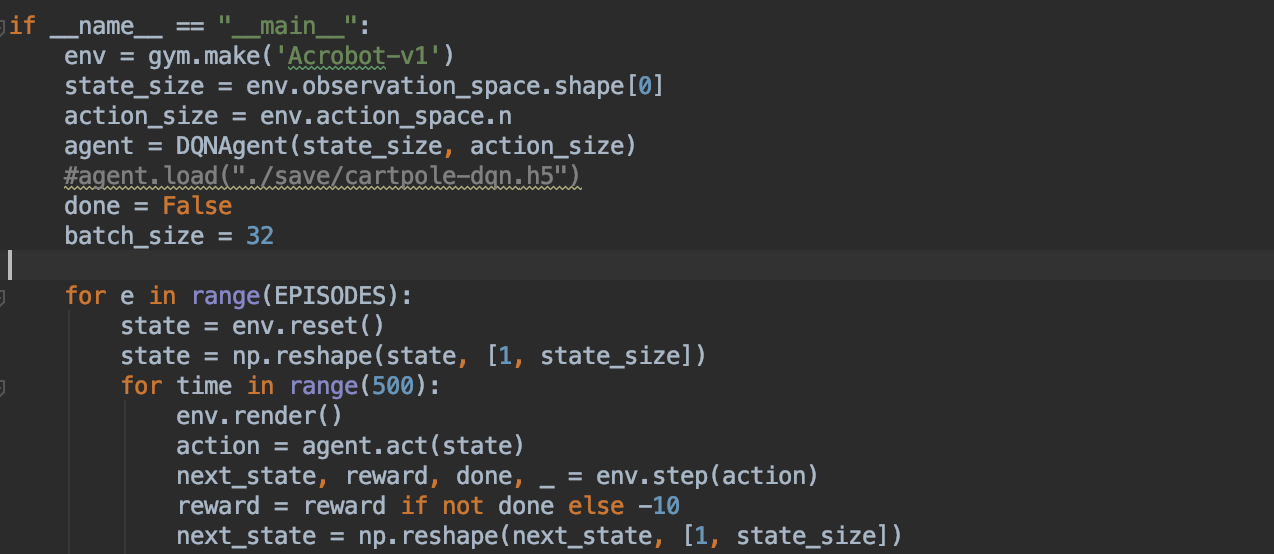 if __name__ == "__main__":
    env = gym.make('Acrobot-v1')
    state_size = env.observation_space.shape[0]
    action_size = env.action_space.n
    agent = DQNAgent(state_size, action_size)
    #agent.load("./save/cartpole-dqn.h5")
    done = False
    batch_size = 32

    for e in range(EPISODES):
        state = env.reset()
        state = np.reshape(state, [1, state_size])
        for time in range(500):
            env.render()
            action = agent.act(state)
            next_state, reward, done, _ = env.step(action)
            reward = reward if not done else -10
            next_state = np.reshape(next_state, [1, state_size])